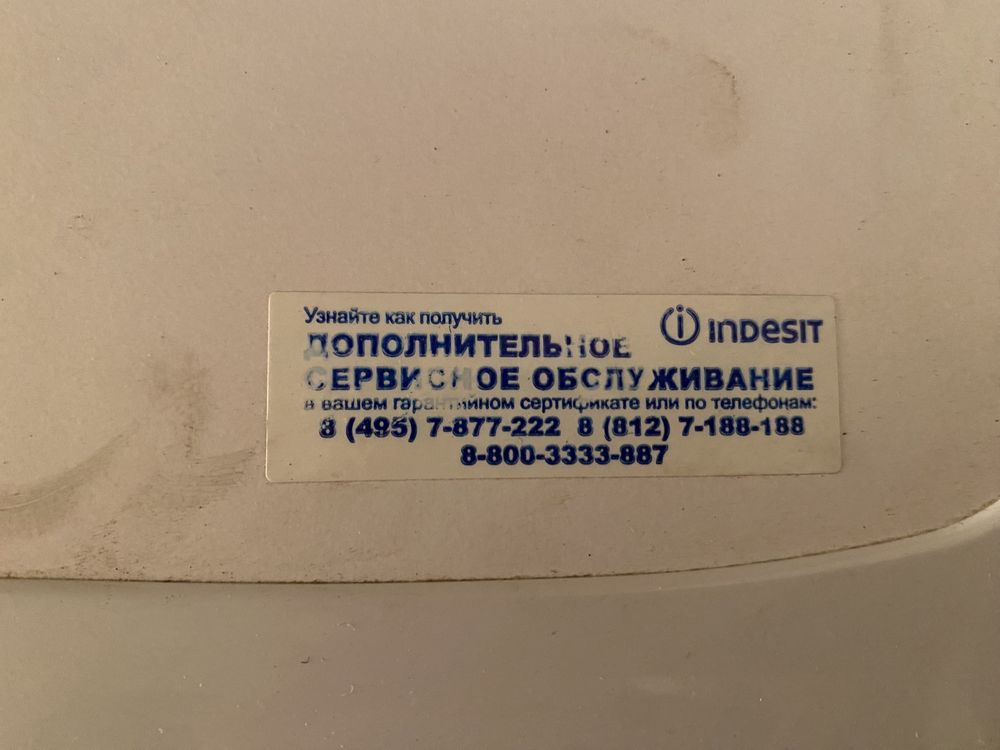 Узнайте как получить
INDESIT
ДОПОЛНИТЕЛЬНОЕ
СЕРВИСНОЕ ОБСЛУЖИВАНИЕ
в вашем гарантийном сертификате или по телефонам:
8 (495) 7-877-222 8 (812) 7-188-188
8-800-3333-887